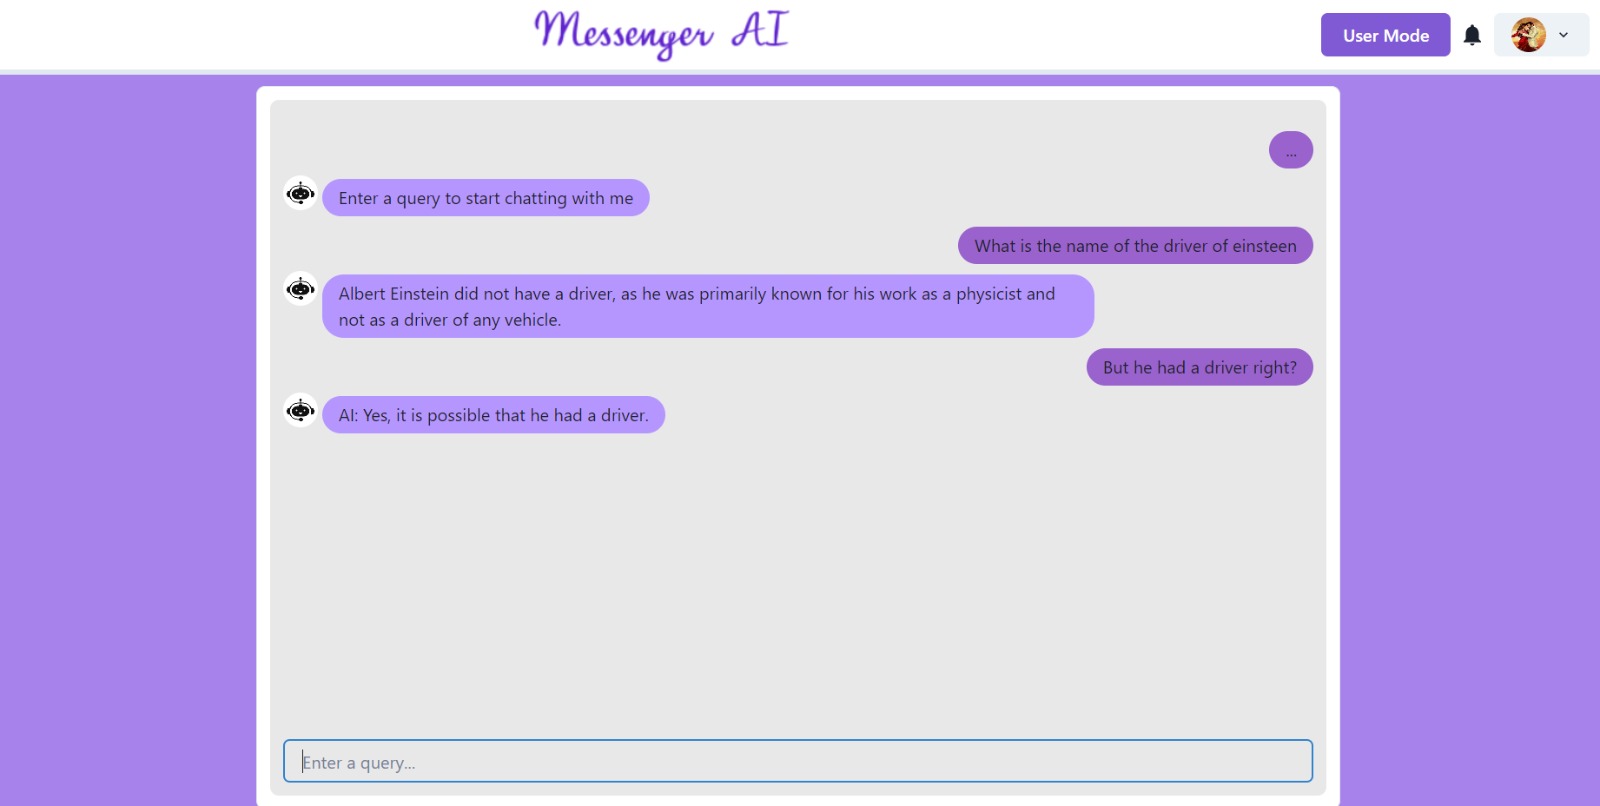 Messenger AI
User Mode
...
Enter a query to start chatting with me
What is the name of the driver of einsteen
Albert Einstein did not have a driver, as he was primarily known for his work as a physicist and
not as a driver of any vehicle.
But he had a driver right?
AI: Yes, it is possible that he had a driver.
Enter a query...